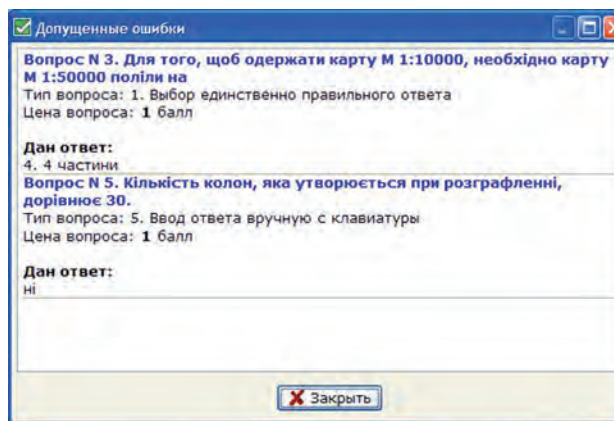 Допущенные ошибки
Вопрос N 3. Для того, щоб одержати карту М 1:10000, необхідно карту
М 1:50000 поліли на
Тип вопроса: 1. Выбор единственно правильного ответа
Цена вопроса: 1 балл
Дан ответ:
4. 4 частини
Вопрос N 5. Кількість колон, яка утворюється при розграфленні,
дорівнює 30.
Тип вопроса: 5. Ввод ответа вручную с клавиатуры
Цена вопроса: 1 балл
Дан ответ:
ні
Закрыть